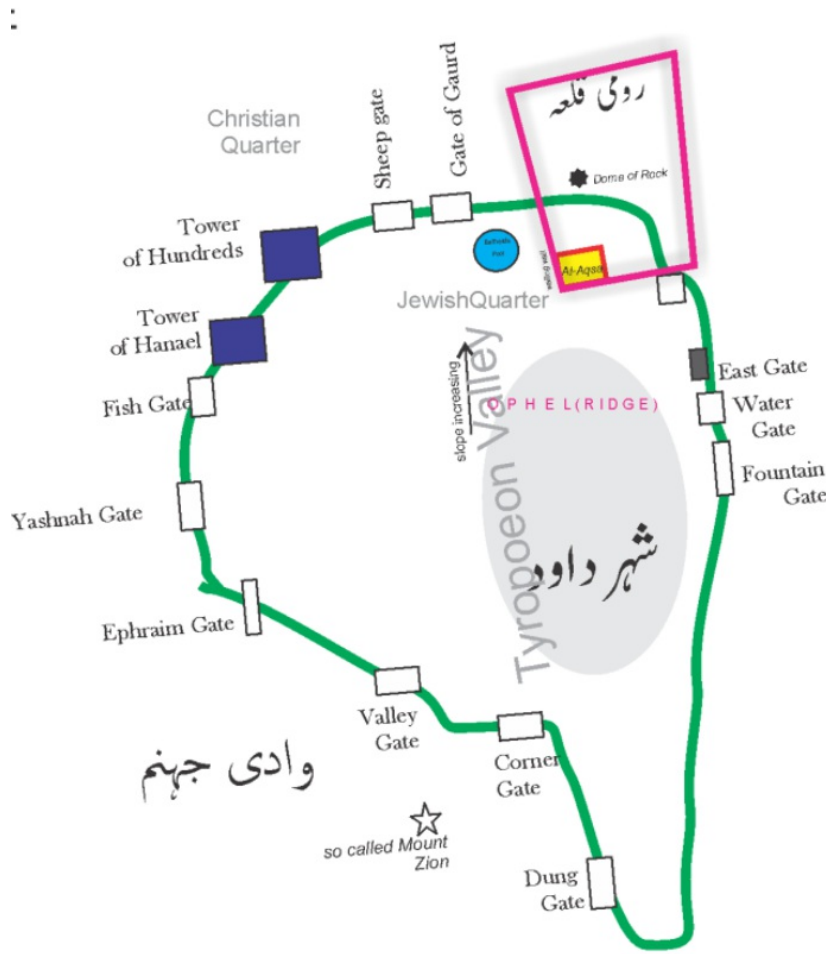 :
رومی قلعہ
Christian
Quarter
Sheep gate
Gate of Gaurd
Dome of Rock
Tower
of Hundreds
Al-Aqsa
JewishQuarter
Tower
of Hanael
East Gate
Fish Gate
slope increasing
OPHEL(RIDGE)
Water
Gate
Tyropoeon Valley
Fountain
Gate
Yashnah Gate
شہر داود
Ephraim Gate
Valley
Gate
Corner
Gate
وادی جہنم
so called Mount
Zion
Dung
Gate